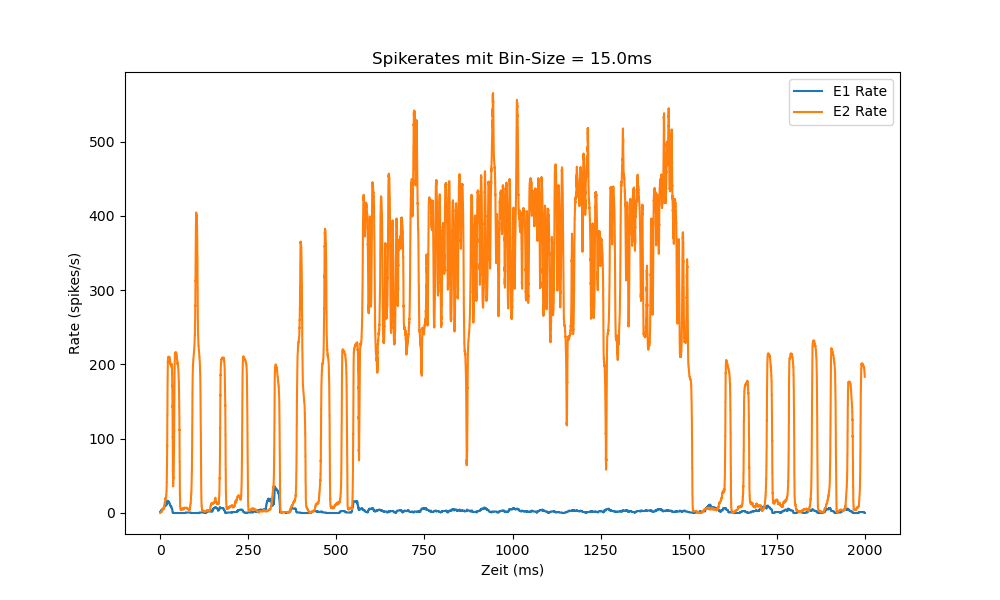 Spikerates mit Bin-Size = 15.0ms
E1 Rate
E2 Rate
Rate (spikes/s)
500
400
300
200
100
0
0 250 500 750 1000 1250 1500 1750 2000
Zeit (ms)